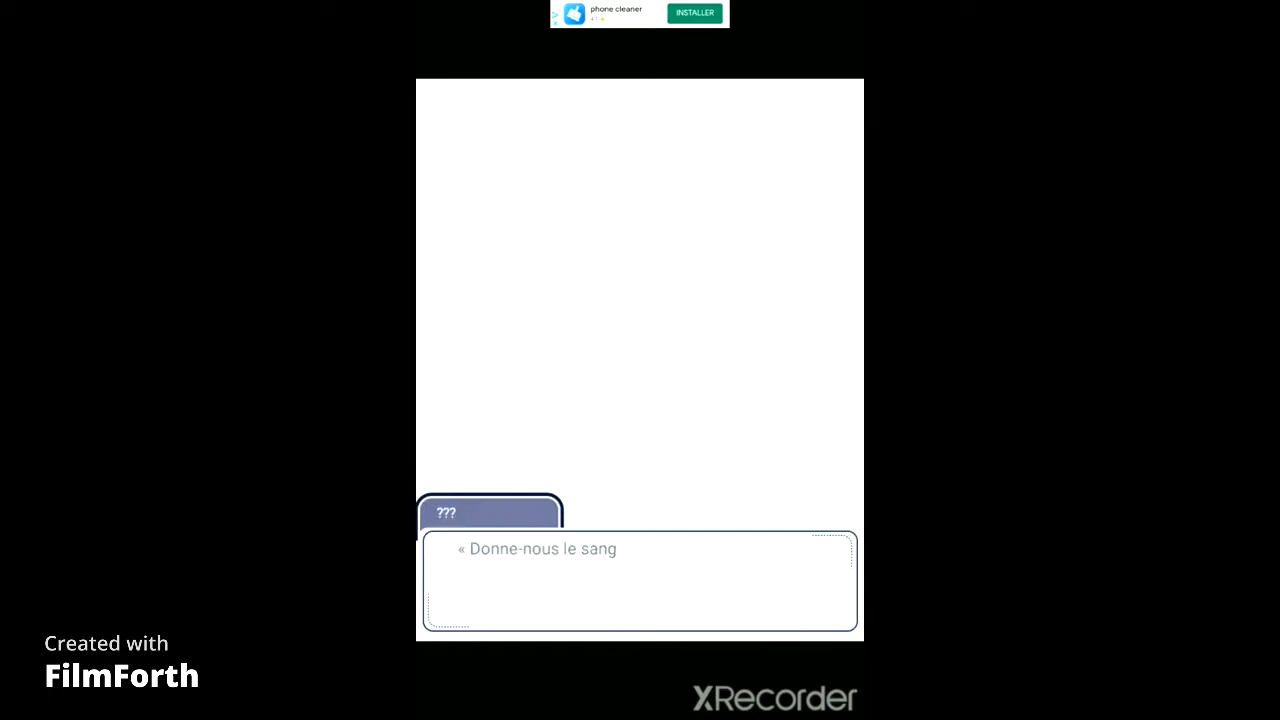 phone cleaner
INSTALLER
???
« Donne-nous le sang
Created with
FilmForth
XRecorder